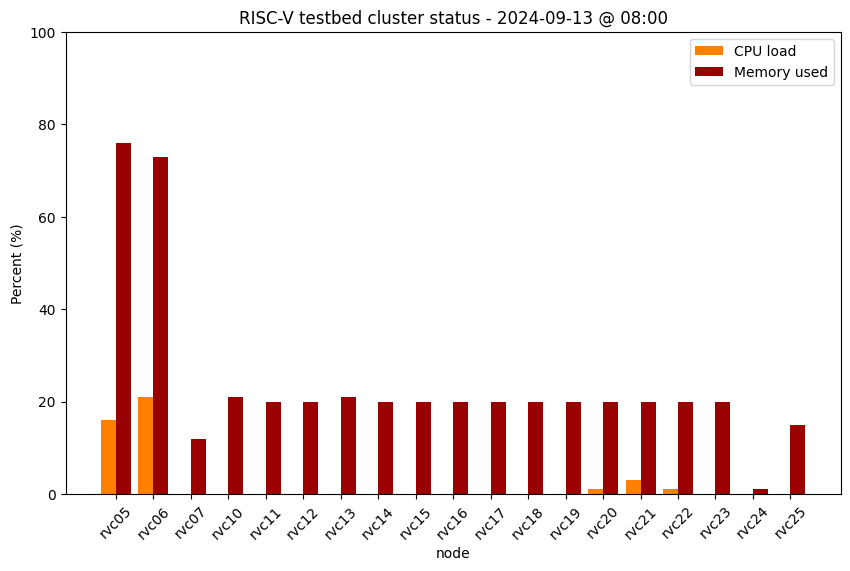 RISC-V testbed cluster status - 2024-09-13 @ 08:00
CPU load
Memory used
Percent (%)
100
80
60
40
20
0
rvc05
rvc06
rvc07
rvc10
rvc11
rvc12
rvc13
rvc14
rvc15
rvc16
rvc17
rvc18
rvc19
rvc20
rvc21
rvc22
rvc23
rvc24
rvc25
node